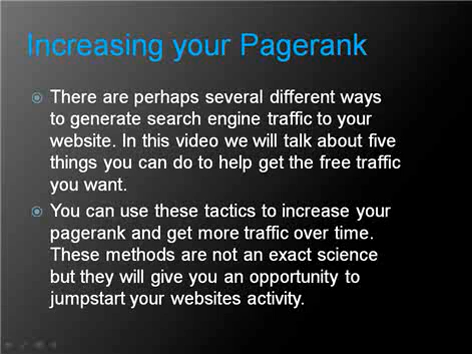 Increasing your Pagerank
There are perhaps several different ways
to generate search engine traffic to your
website. In this video we will talk about five
things you can do to help get the free traffic
you want.
You can use these tactics to increase your
pagerank and get more traffic over time.
These methods are not an exact science
but they will give you an opportunity to
jumpstart your websites activity.